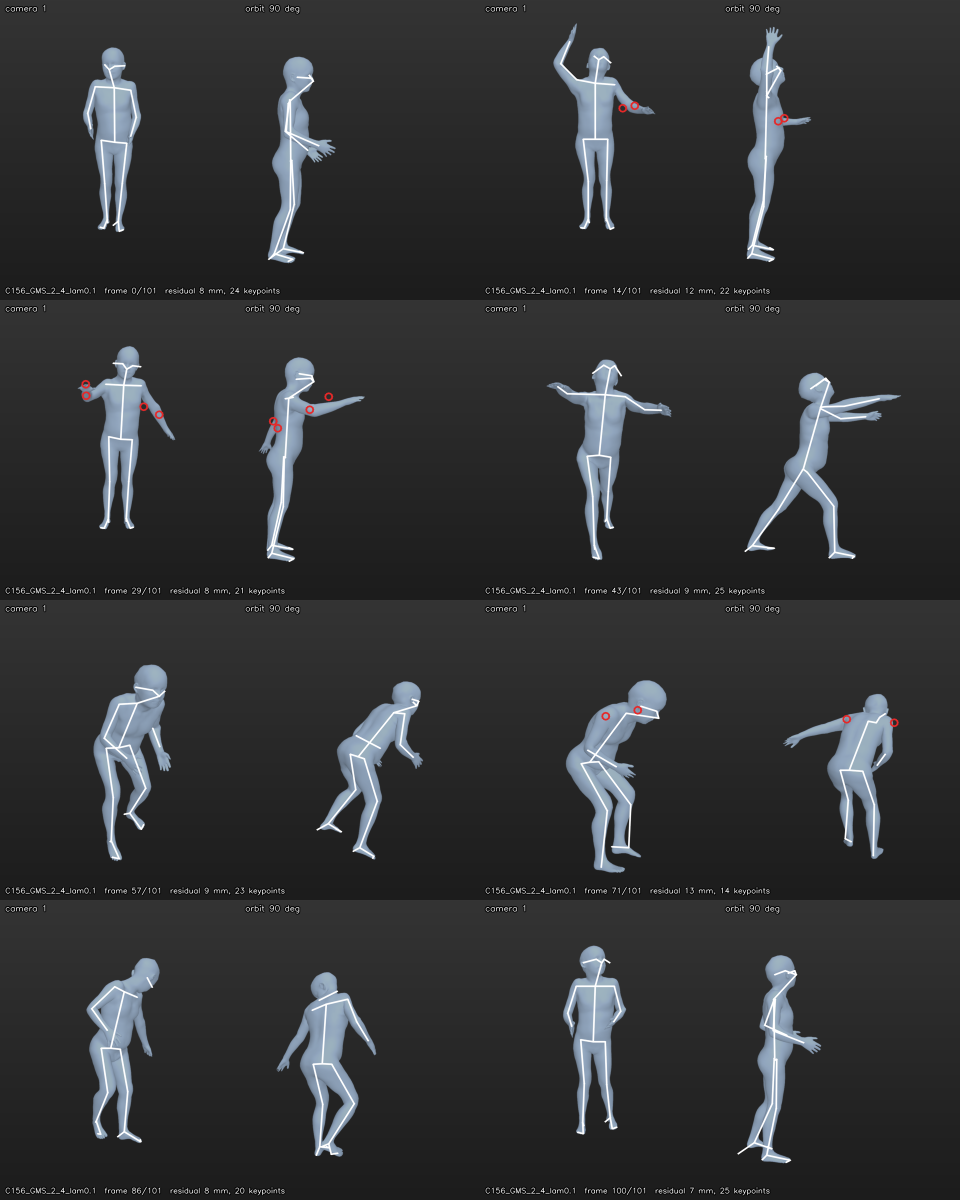 camera 1 orbit 90 deg
camera 1 orbit 90 deg
C156_GMS_2_4_lam0.1 frame 0/101 residual 8 mm, 24 keypoints
C156_GMS_2_4_lam0.1 frame 14/101 residual 12 mm, 22 keypoints
camera 1 orbit 90 deg
camera 1 orbit 90 deg
C156_GMS_2_4_lam0.1 frame 29/101 residual 8 mm, 21 keypoints
C156_GMS_2_4_lam0.1 frame 43/101 residual 9 mm, 25 keypoints
camera 1 orbit 90 deg
camera 1 orbit 90 deg
C156_GMS_2_4_lam0.1 frame 57/101 residual 9 mm, 23 keypoints
C156_GMS_2_4_lam0.1 frame 71/101 residual 13 mm, 14 keypoints
camera 1 orbit 90 deg
camera 1 orbit 90 deg
C156_GMS_2_4_lam0.1 frame 86/101 residual 8 mm, 20 keypoints
C156_GMS_2_4_lam0.1 frame 100/101 residual 7 mm, 25 keypoints